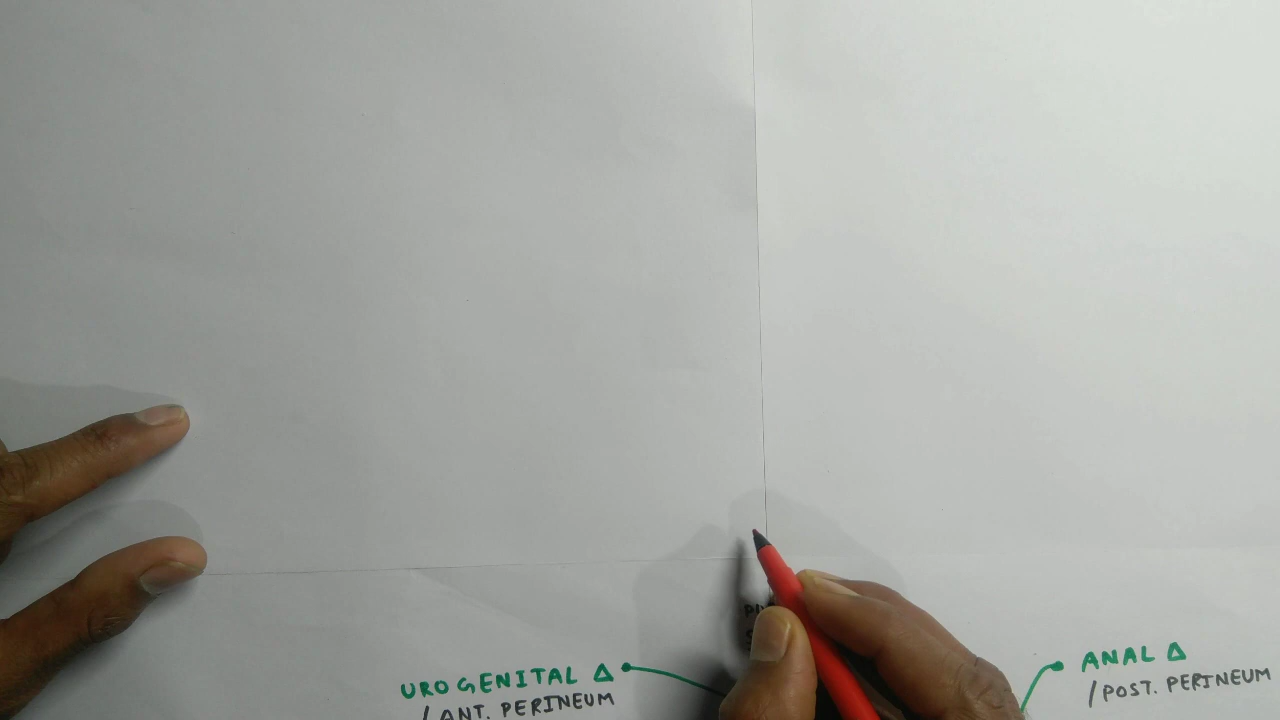 UROGENITAL Δ
/ANT. PERINEUM
ANAL Δ
/POST. PERINEUM